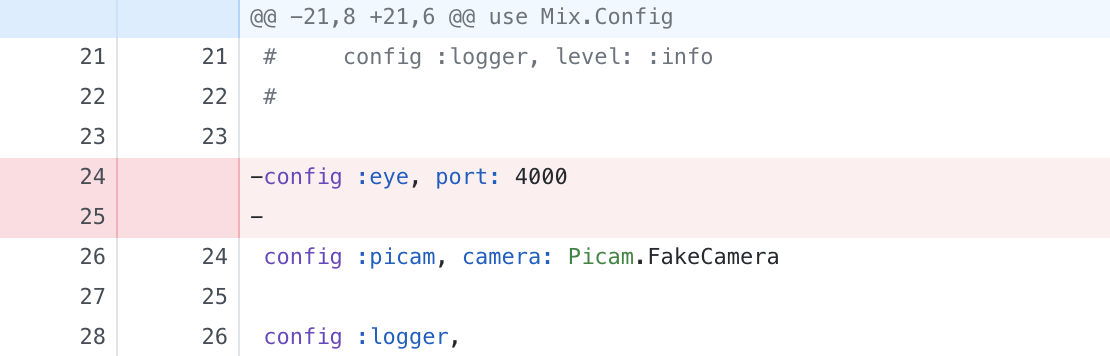 @@ -21,8 +21,6 @@ use Mix.Config
21 21 #     config :logger, level: :info
22 22 #
23 23
24 -config :eye, port: 4000
25 -
26 24 config :picam, camera: Picam.FakeCamera
27 25
28 26 config :logger,